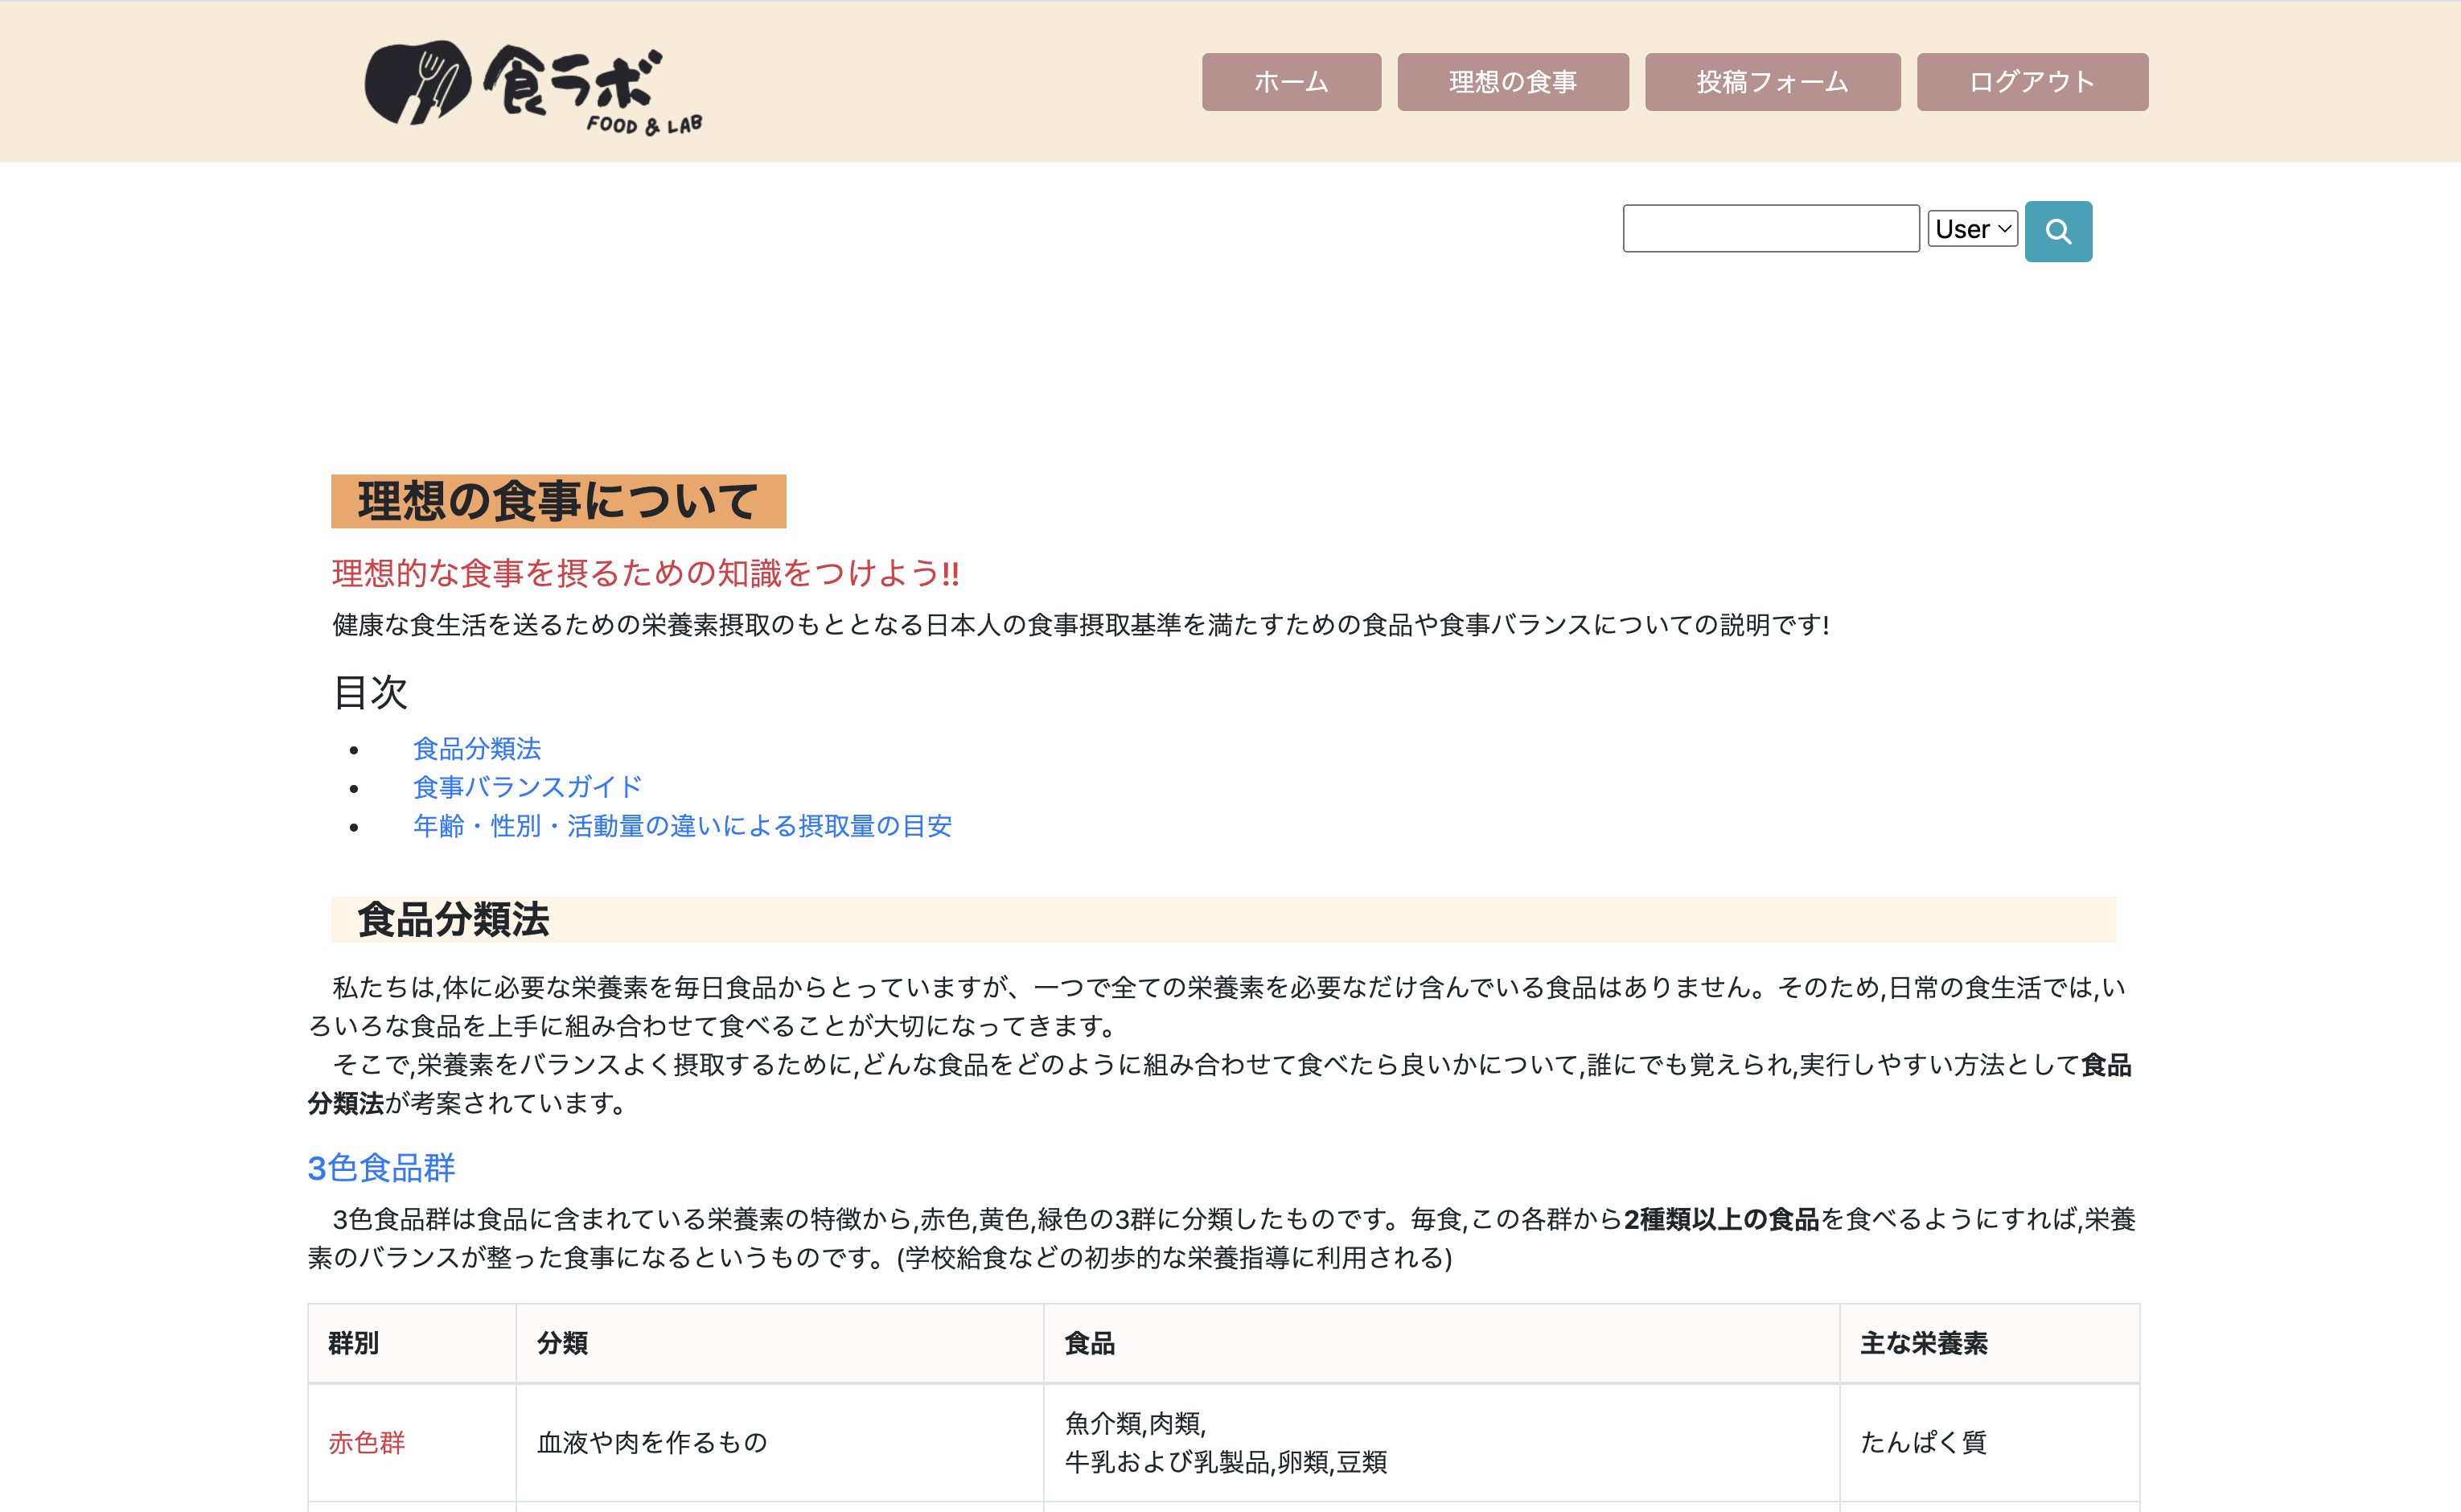 食ラボ
FOOD & LAB
ホーム 理想の食事 投稿フォーム ログアウト
User
理想の食事について
理想的な食事を摂るための知識をつけよう!!
健康な食生活を送るための栄養素摂取のもととなる日本人の食事摂取基準を満たすための食品や食事バランスについての説明です!
目次
• 食品分類法
• 食事バランスガイド
• 年齢・性別・活動量の違いによる摂取量の目安
食品分類法
私たちは,体に必要な栄養素を毎日食品からとっていますが、一つで全ての栄養素を必要なだけ含んでいる食品はありません。そのため,日常の食生活では,い
ろいろな食品を上手に組み合わせて食べることが大切になってきます。
そこで,栄養素をバランスよく摂取するために,どんな食品をどのように組み合わせて食べたら良いかについて,誰にでも覚えられ,実行しやすい方法として食品
分類法が考案されています。
3色食品群
3色食品群は食品に含まれている栄養素の特徴から,赤色,黄色,緑色の3群に分類したものです。毎食,この各群から2種類以上の食品を食べるようにすれば,栄養
素のバランスが整った食事になるというものです。(学校給食などの初歩的な栄養指導に利用される)
群別 分類 食品 主な栄養素
赤色群 血液や肉を作るもの 魚介類,肉類,
牛乳および乳製品,卵類,豆類 たんぱく質